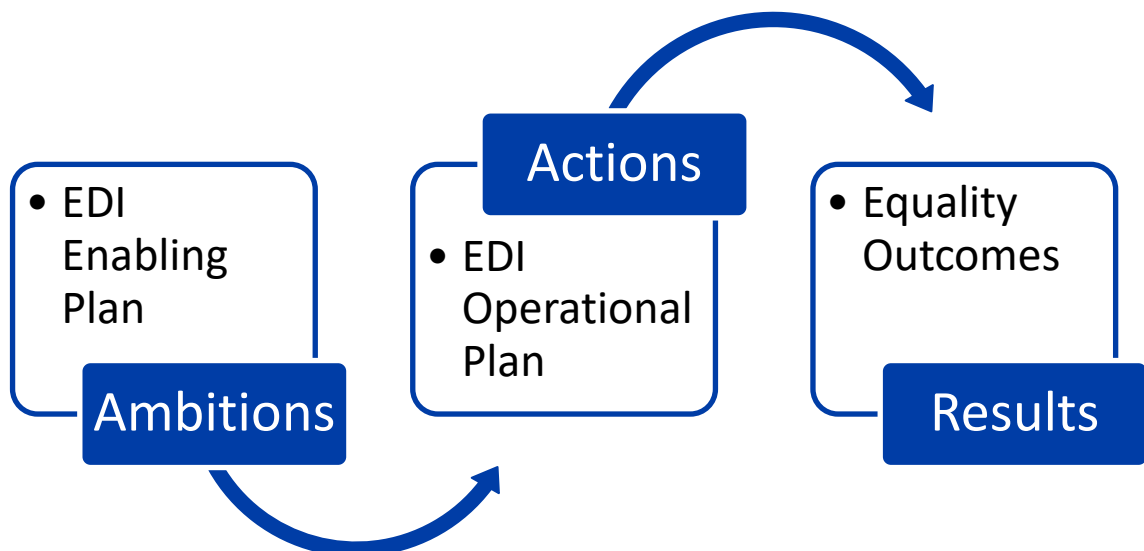 • EDI
Enabling
Plan
Ambitions
Actions
• EDI
Operational
Plan
• Equality
Outcomes
Results